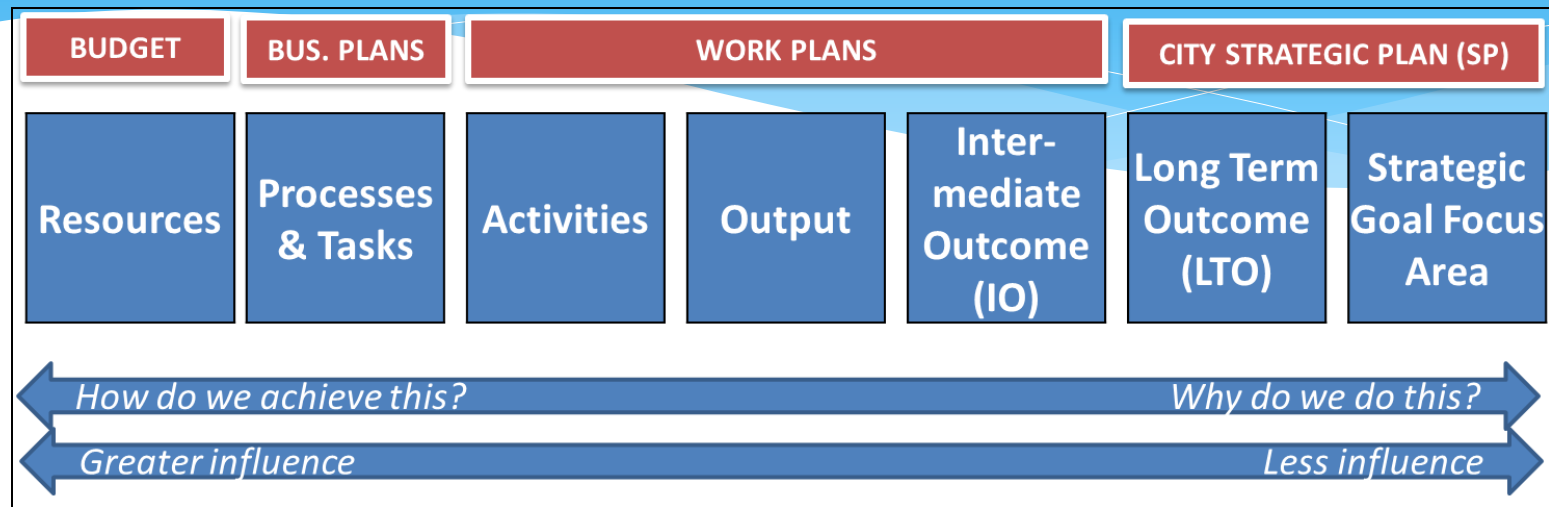 BUDGET
BUS. PLANS
WORK PLANS
CITY STRATEGIC PLAN (SP)
Resources
Processes
& Tasks
Activities
Output
Inter-
mediate
Outcome
(IO)
Long Term
Outcome
(LTO)
Strategic
Goal Focus
Area
How do we achieve this?
Why do we do this?
Greater influence
Less influence